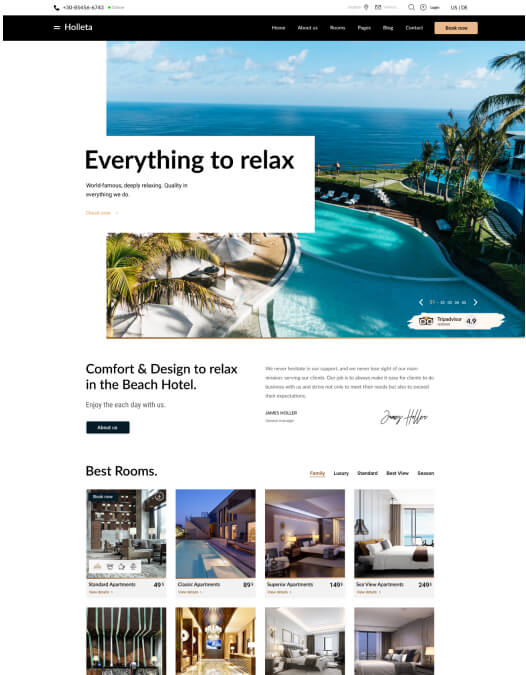 +30-85456-6743 Online
Login US | DE
Holleta
Home About us Rooms Pages Blog Contact Book now
Everything to relax
World-famous, deeply relaxing. Quality in
everything we do.
Check now
01 - 02 03 04 05
Tripadvisor
reviews
4.9
Comfort & Design to relax
in the Beach Hotel.
Enjoy the each day with us.
About us
We never hesitate in our support, and we never lose sight of our main
mission: serving our clients. Our job is to always make it easy for clients to do
business with us and strive not only to meet their needs but also to exceed
their expectations.
JAMES HOLLER
General manager
James Holler
Best Rooms.
Family Luxury Standard Best View Season
Book now
Standard Apartments 49$
View details
Classic Apartments 89$
View details
Superior Apartments 149$
View details
Sea View Apartments 249$
View details